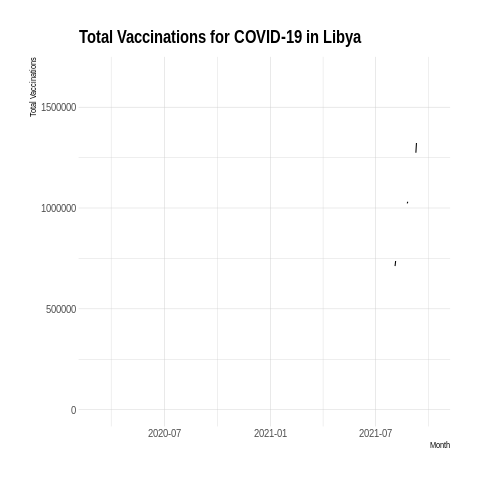 Total Vaccinations for COVID-19 in Libya
Total Vaccinations
1500000
1000000
500000
0
2020-07 2021-01 2021-07
Month